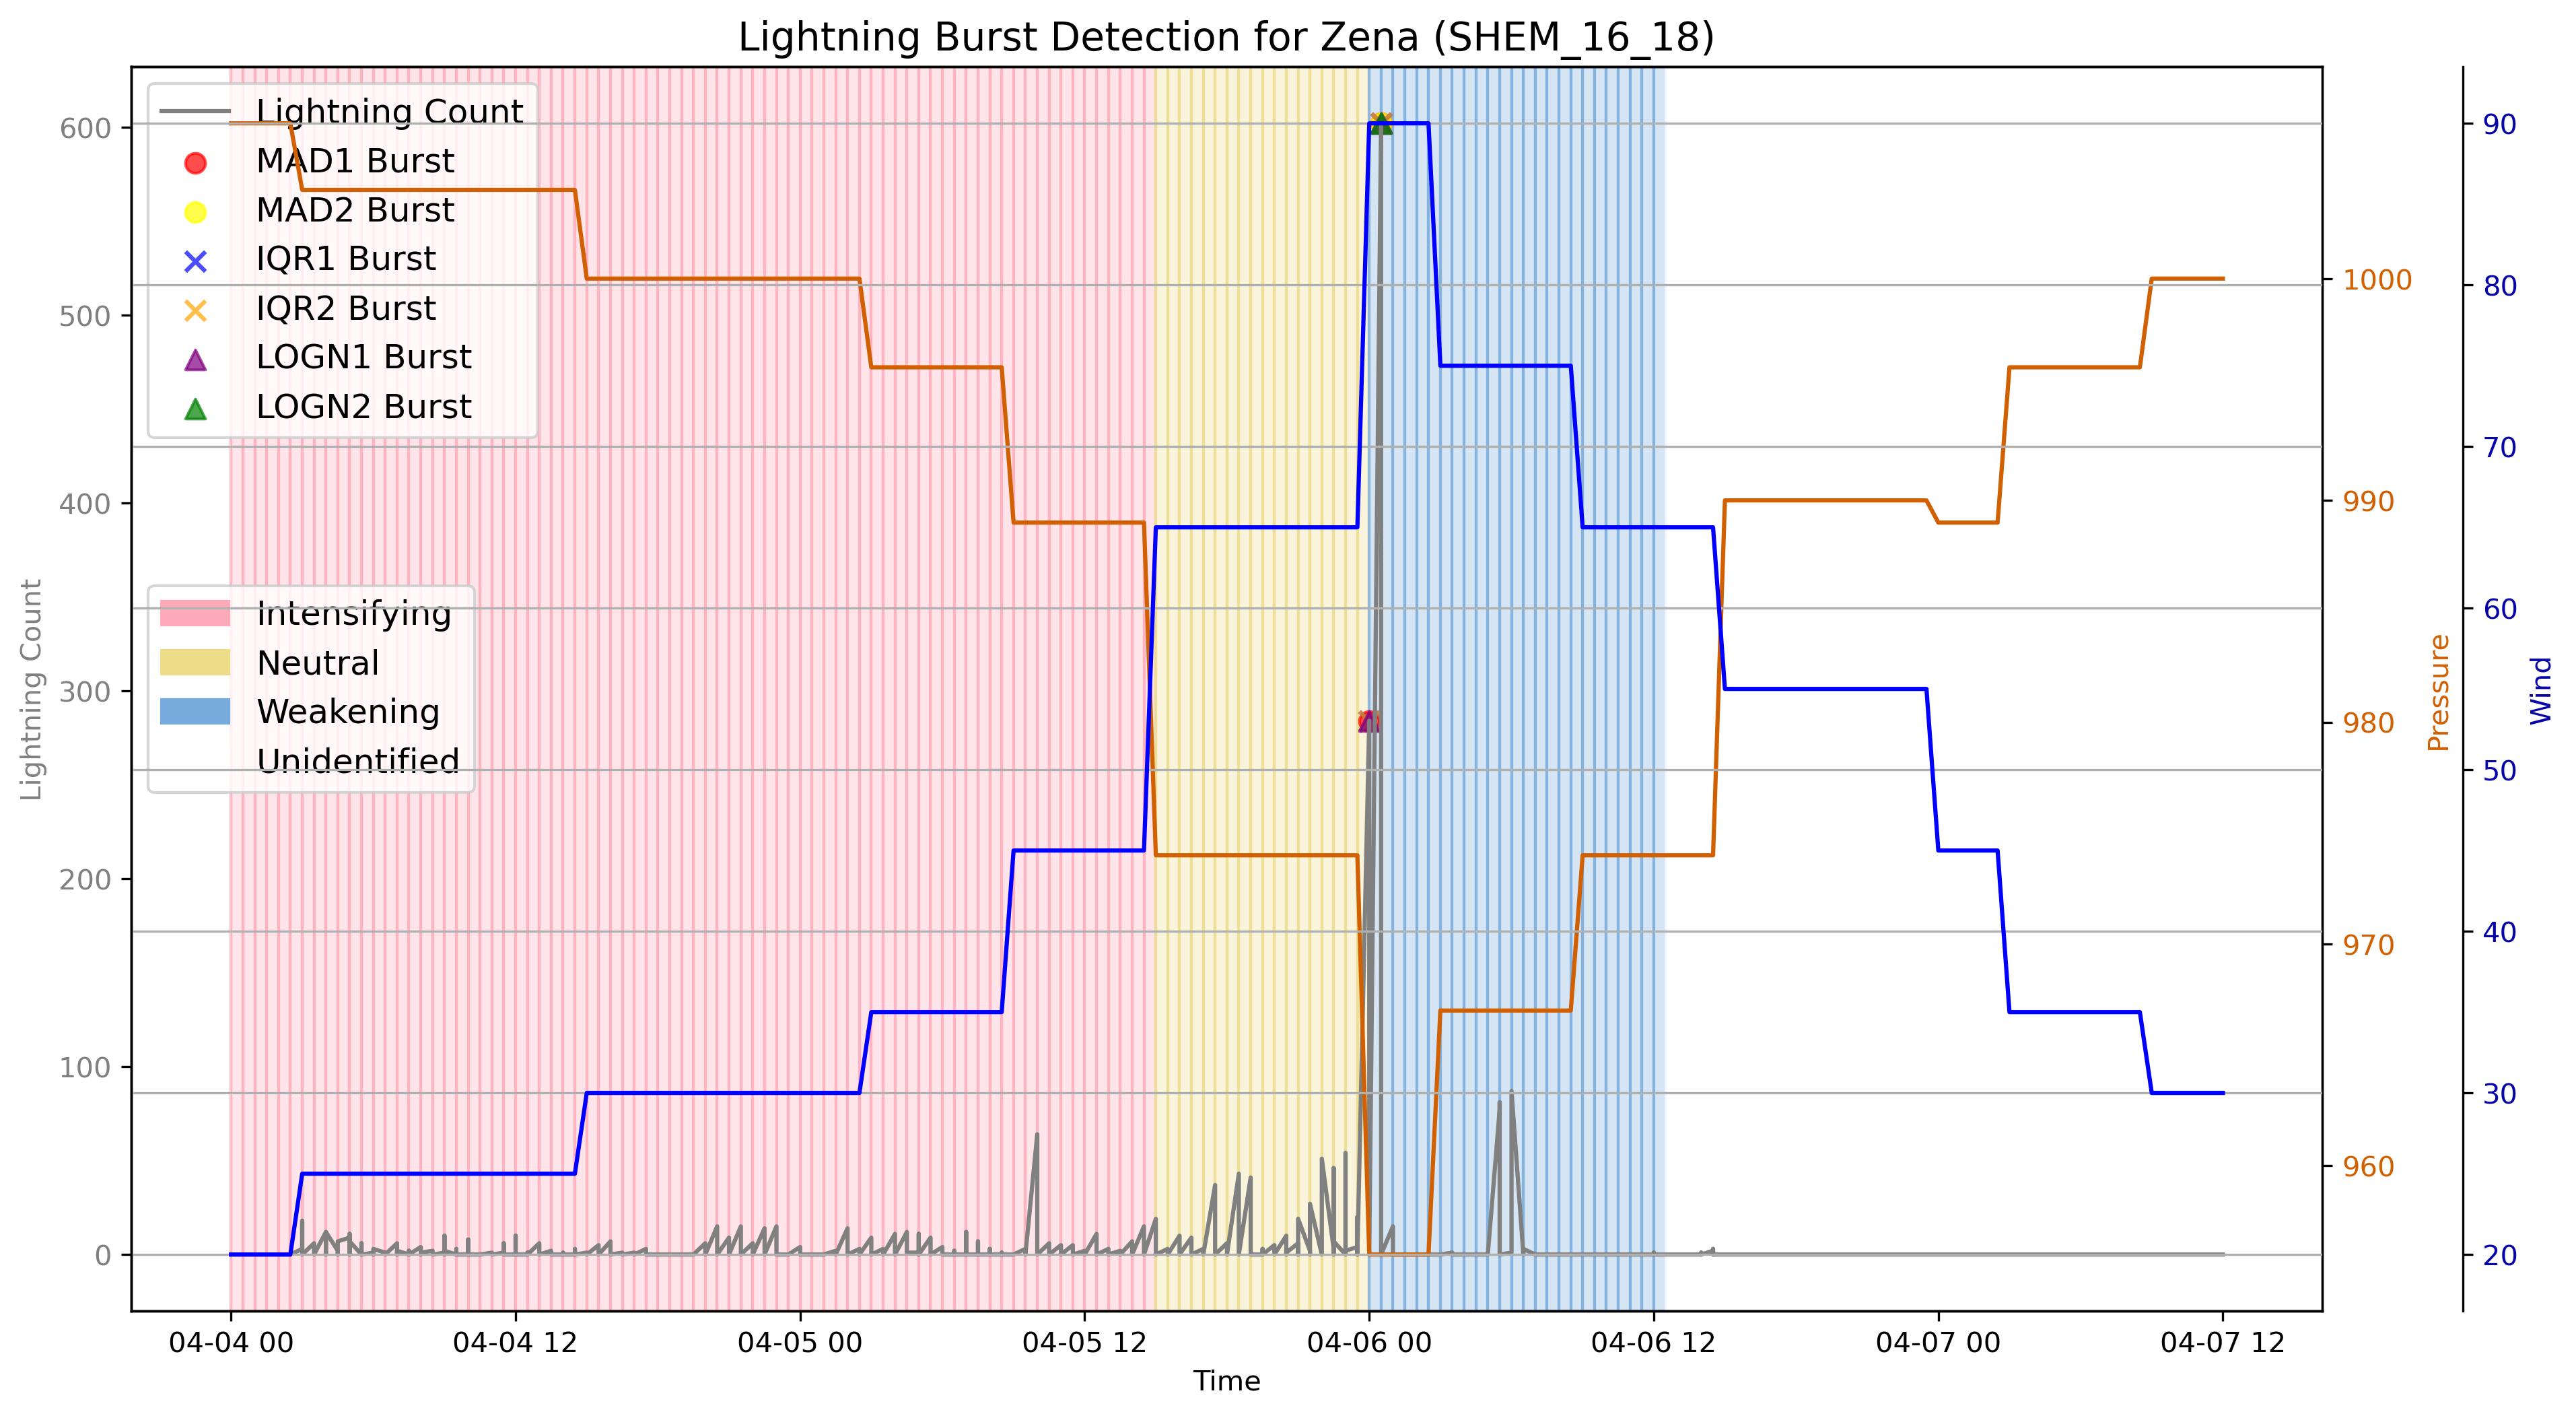 Lightning Burst Detection for Zena (SHEM_16_18)
Lightning Count
MAD1 Burst
MAD2 Burst
IQR1 Burst
IQR2 Burst
LOGN1 Burst
LOGN2 Burst
Intensifying
Neutral
Weakening
Unidentified
Lightning Count
600
500
400
300
200
100
0
1000
990
980
970
960
Pressure
90
80
70
60
50
40
30
20
Wind
04-04 00
04-04 12
04-05 00
04-05 12
04-06 00
04-06 12
04-07 00
04-07 12
Time